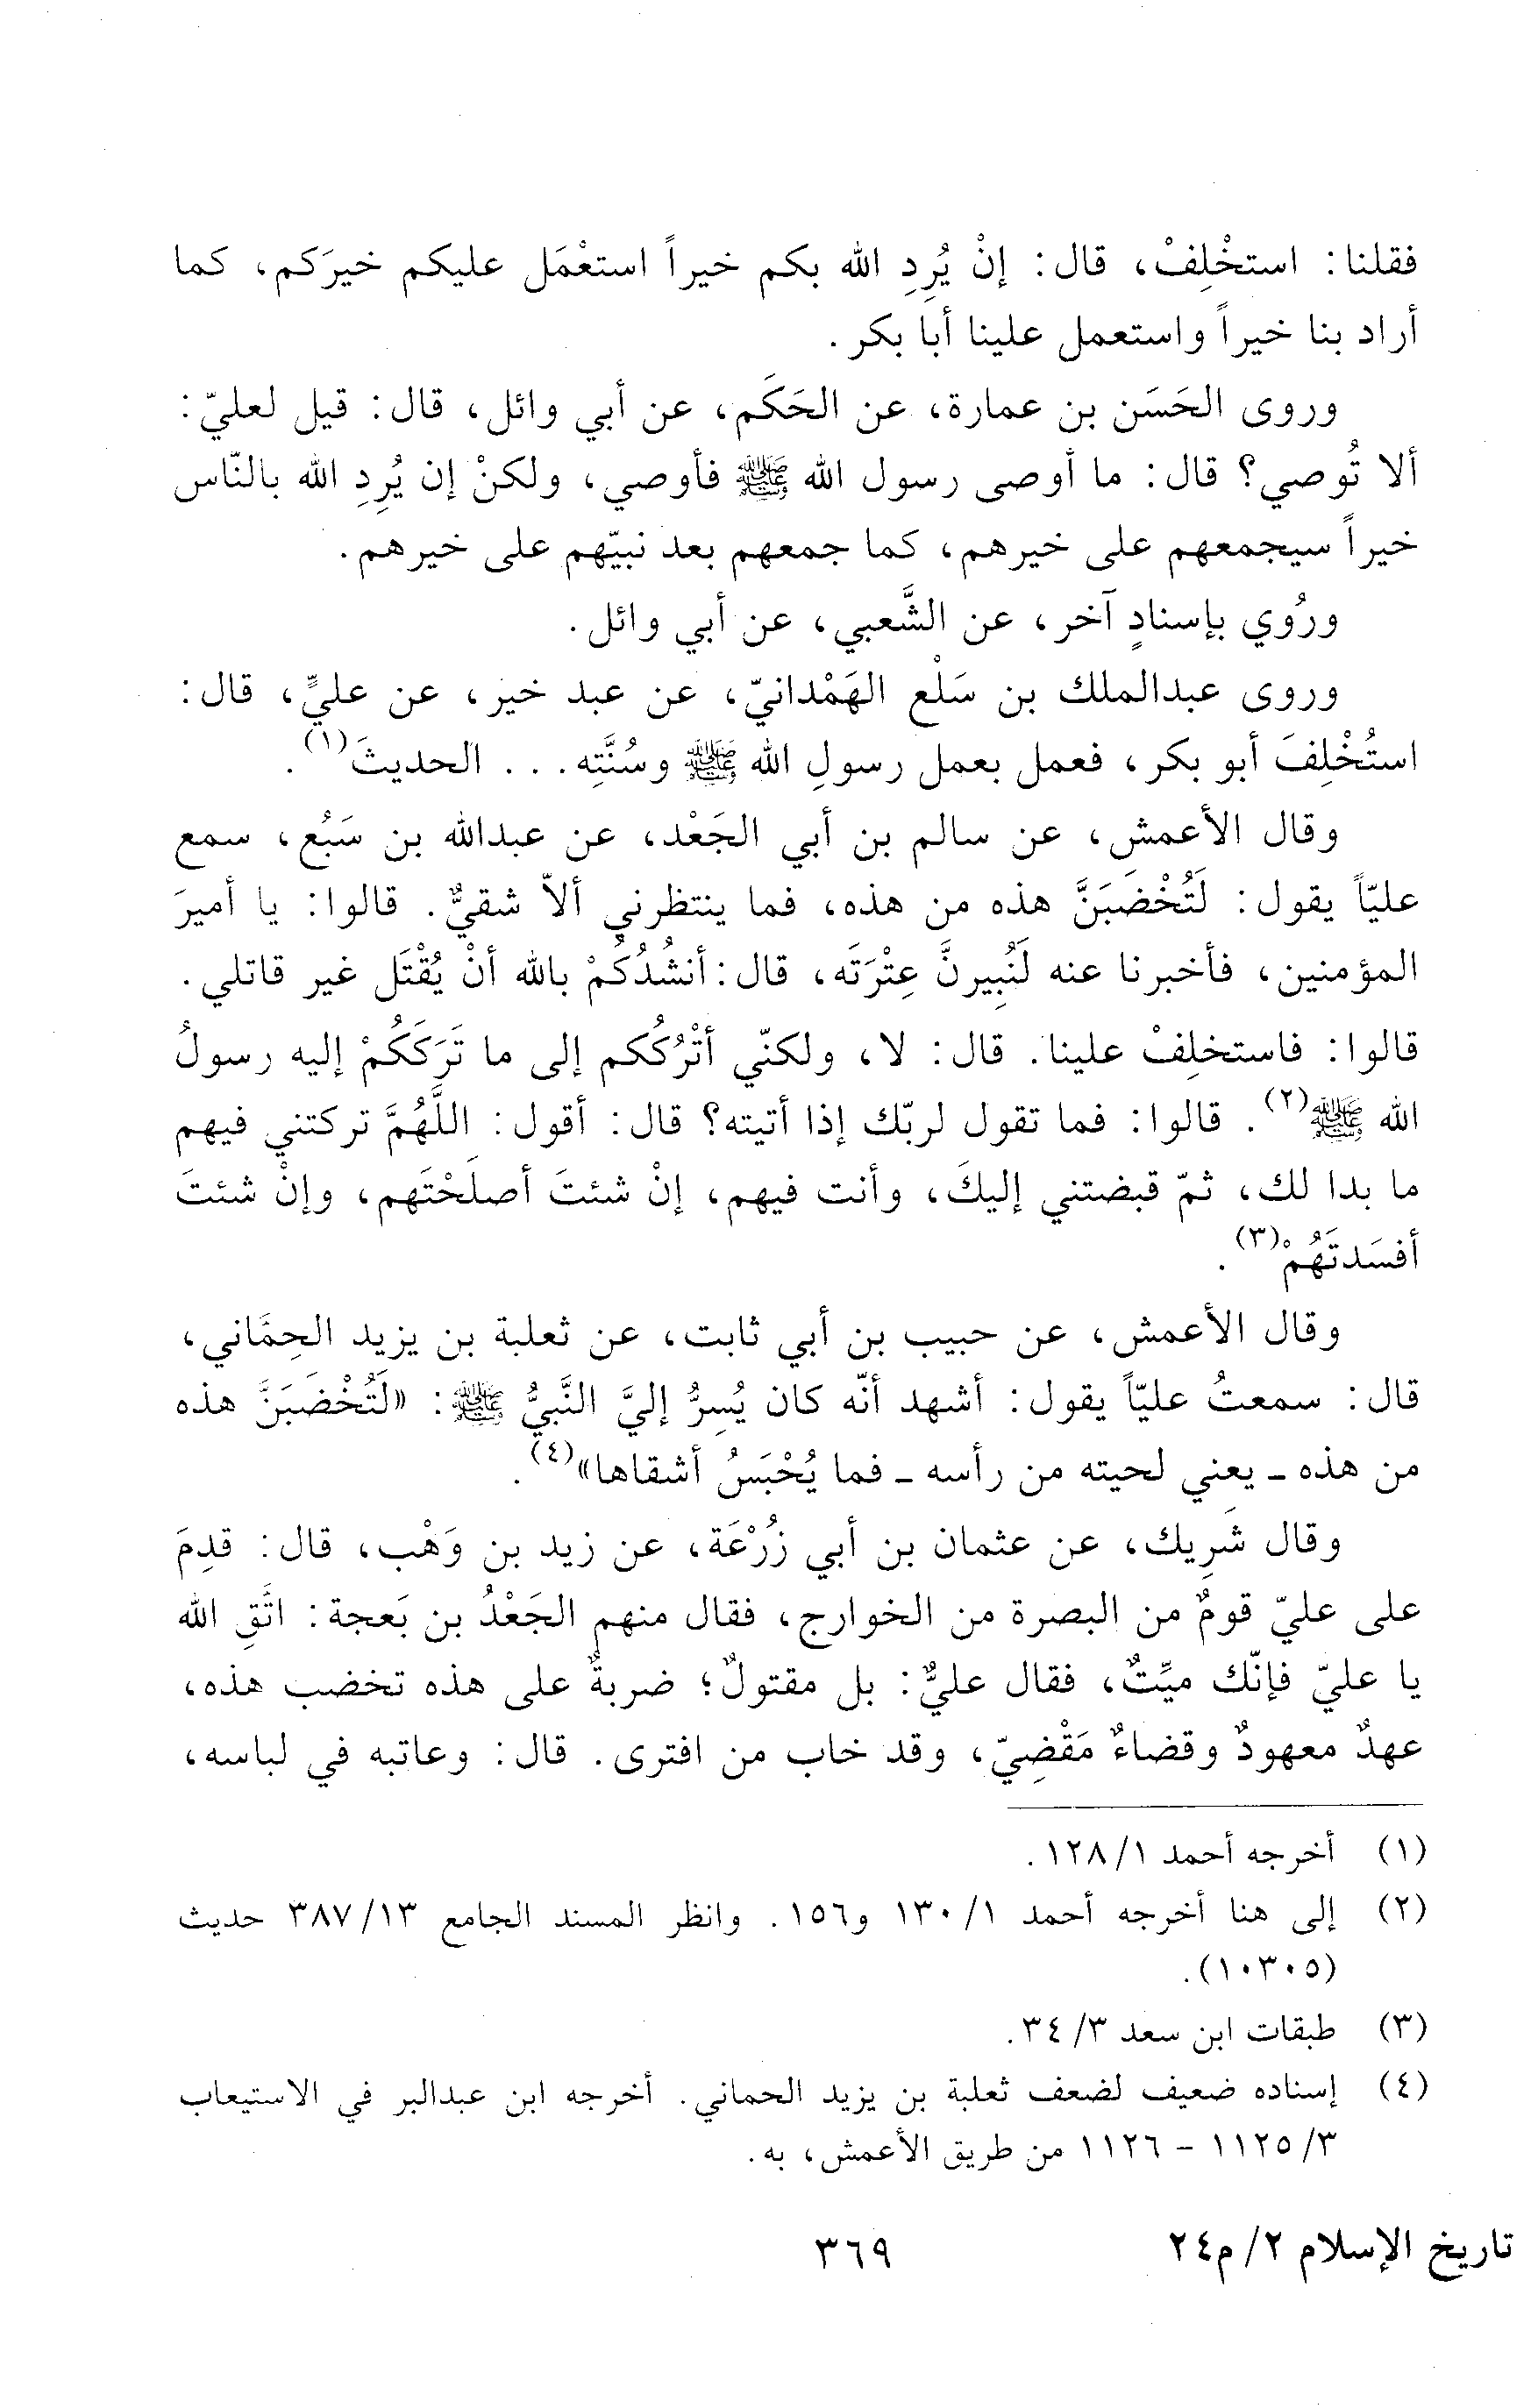 فقلنا: استخْلِفْ، قال: إنْ يُرِدِ الله بكم خيراً استعْمَل عليكم خيرَكم، كما
أراد بنا خيراً واستعمل علينا أبا بكر.
وروى الحَسَن بن عمارة، عن الحَكَم، عن أبي وائل، قال: قيل لعليّ:
ألا تُوصي؟ قال: ما أوصى رسول الله ﷺ فأوصي، ولكنْ إن يُرِدِ الله بالنّاس
خيراً سيجمعهم على خيرهم، كما جمعهم بعد نبيّهم على خيرهم.
ورُوي بإسنادٍ آخر، عن الشَّعبي، عن أبي وائل.
وروى عبدالملك بن سَلْع الهَمْدانيّ، عن عبد خير، عن عليٍّ، قال:
استُخْلِفَ أبو بكر، فعمل بعمل رسولِ الله ﷺ وسُنَّتِه... الحديثَ(١).
وقال الأعمش، عن سالم بن أبي الجَعْد، عن عبدالله بن سَبُع، سمع
عليّاً يقول: لَتُخْضَبَنَّ هذه من هذه، فما ينتظرني ألاّ شقيٌّ. قالوا: يا أميرَ
المؤمنين، فأخبرنا عنه لَنُبِيرنَّ عِتْرَتَه، قال: أنشُدُكُمْ بالله أنْ يُقْتَل غير قاتلي.
قالوا: فاستخلِفْ علينا. قال: لا، ولكنّي أتْرُكُكم إلى ما تَرَكَكُمْ إليه رسولُ
الله ﷺ(٢). قالوا: فما تقول لربّك إذا أتيته؟ قال: أقول: اللَّهُمَّ تركتني فيهم
ما بدا لك، ثمّ قبضتني إليكَ، وأنت فيهم، إنْ شئتَ أصلَحْتَهم، وإنْ شئتَ
أفسَدتَهُمْ(٣).
وقال الأعمش، عن حبيب بن أبي ثابت، عن ثعلبة بن يزيد الحِمَّاني،
قال: سمعتُ عليّاً يقول: أشهد أنّه كان يُسِرُّ إليَّ النَّبيُّ ﷺ: «لَتُخْضَبَنَّ هذه
من هذه ـ يعني لحيته من رأسه ـ فما يُحْبَسُ أشقاها»(٤).
وقال شَرِيك، عن عثمان بن أبي زُرْعَة، عن زيد بن وَهْب، قال: قدِمَ
على عليّ قومٌ من البصرة من الخوارج، فقال منهم الجَعْدُ بن بَعجة: اتَّقِ الله
يا عليّ فإنّك ميِّتٌ، فقال عليٌّ: بل مقتولٌ؛ ضربةٌ على هذه تخضب هذه،
عهدٌ معهودٌ وقضاءٌ مَقْضِيّ، وقد خاب من افترى. قال: وعاتبه في لباسه،
(١) أخرجه أحمد ١/ ١٢٨.
(٢) إلى هنا أخرجه أحمد ١/ ١٣٠ و١٥٦. وانظر المسند الجامع ١٣/ ٣٨٧ حديث
(١٠٣٠٥).
(٣) طبقات ابن سعد ٣/ ٣٤.
(٤) إسناده ضعيف لضعف ثعلبة بن يزيد الحماني. أخرجه ابن عبدالبر في الاستيعاب
٣/ ١١٢٥ - ١١٢٦ من طريق الأعمش، به.
تاريخ الإسلام ٢/ م٢٤
٣٦٩